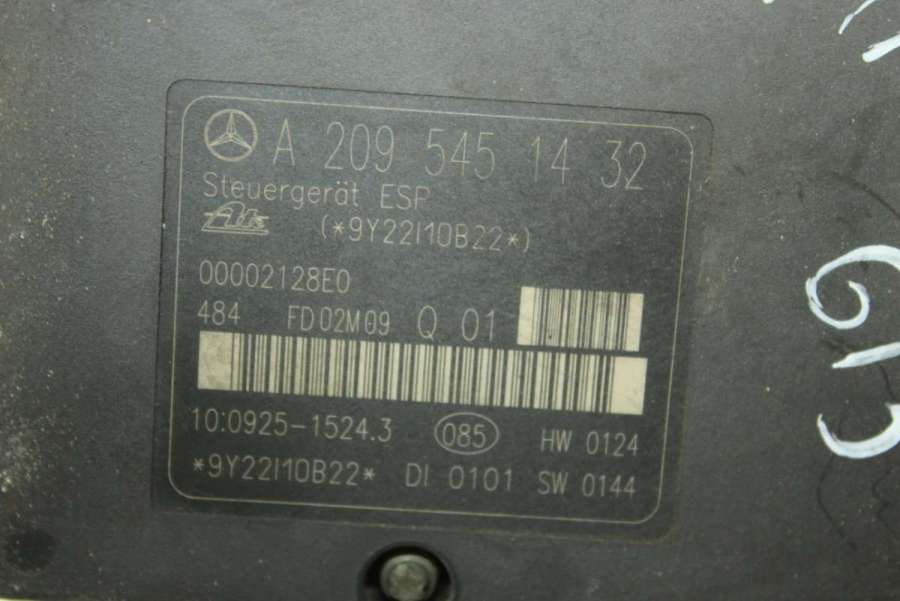 A 209 545 14 32
Steuergerät ESP
Ate (*9Y22I10B22*)
00002128E0
484 FD02M09 Q 01
10.0925-1524.3 085 HW 0124
*9Y22I10B22* DI 0101 SW 0144